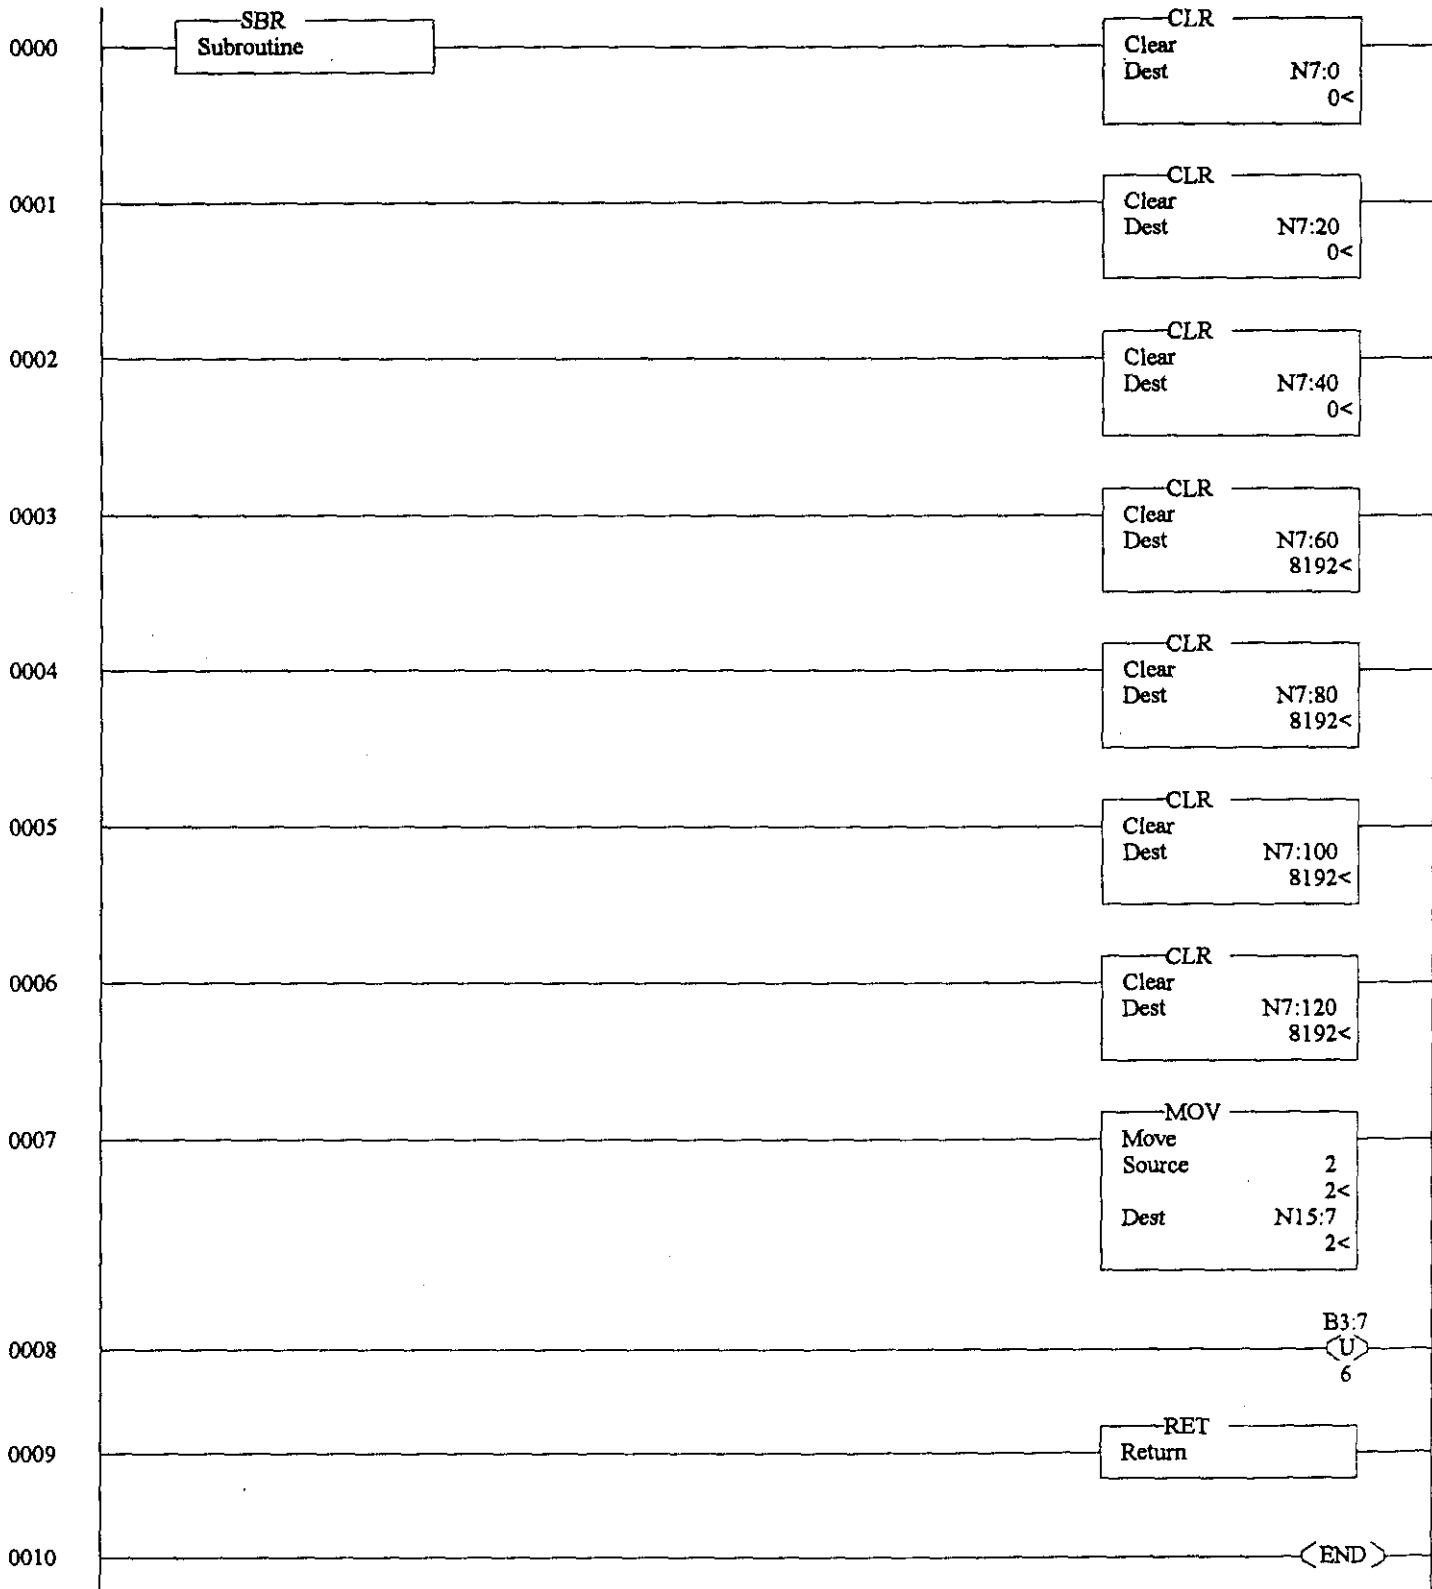 SBR
0000 Subroutine
CLR
Clear
Dest N7:0
0<
CLR
0001 Clear
Dest N7:20
0<
CLR
0002 Clear
Dest N7:40
0<
CLR
0003 Clear
Dest N7:60
8192<
CLR
0004 Clear
Dest N7:80
8192<
CLR
0005 Clear
Dest N7:100
8192<
CLR
0006 Clear
Dest N7:120
8192<
MOV
0007 Move
Source 2
2<
Dest N15:7
2<
B3:7
0008 U
6
RET
0009 Return
0010 END